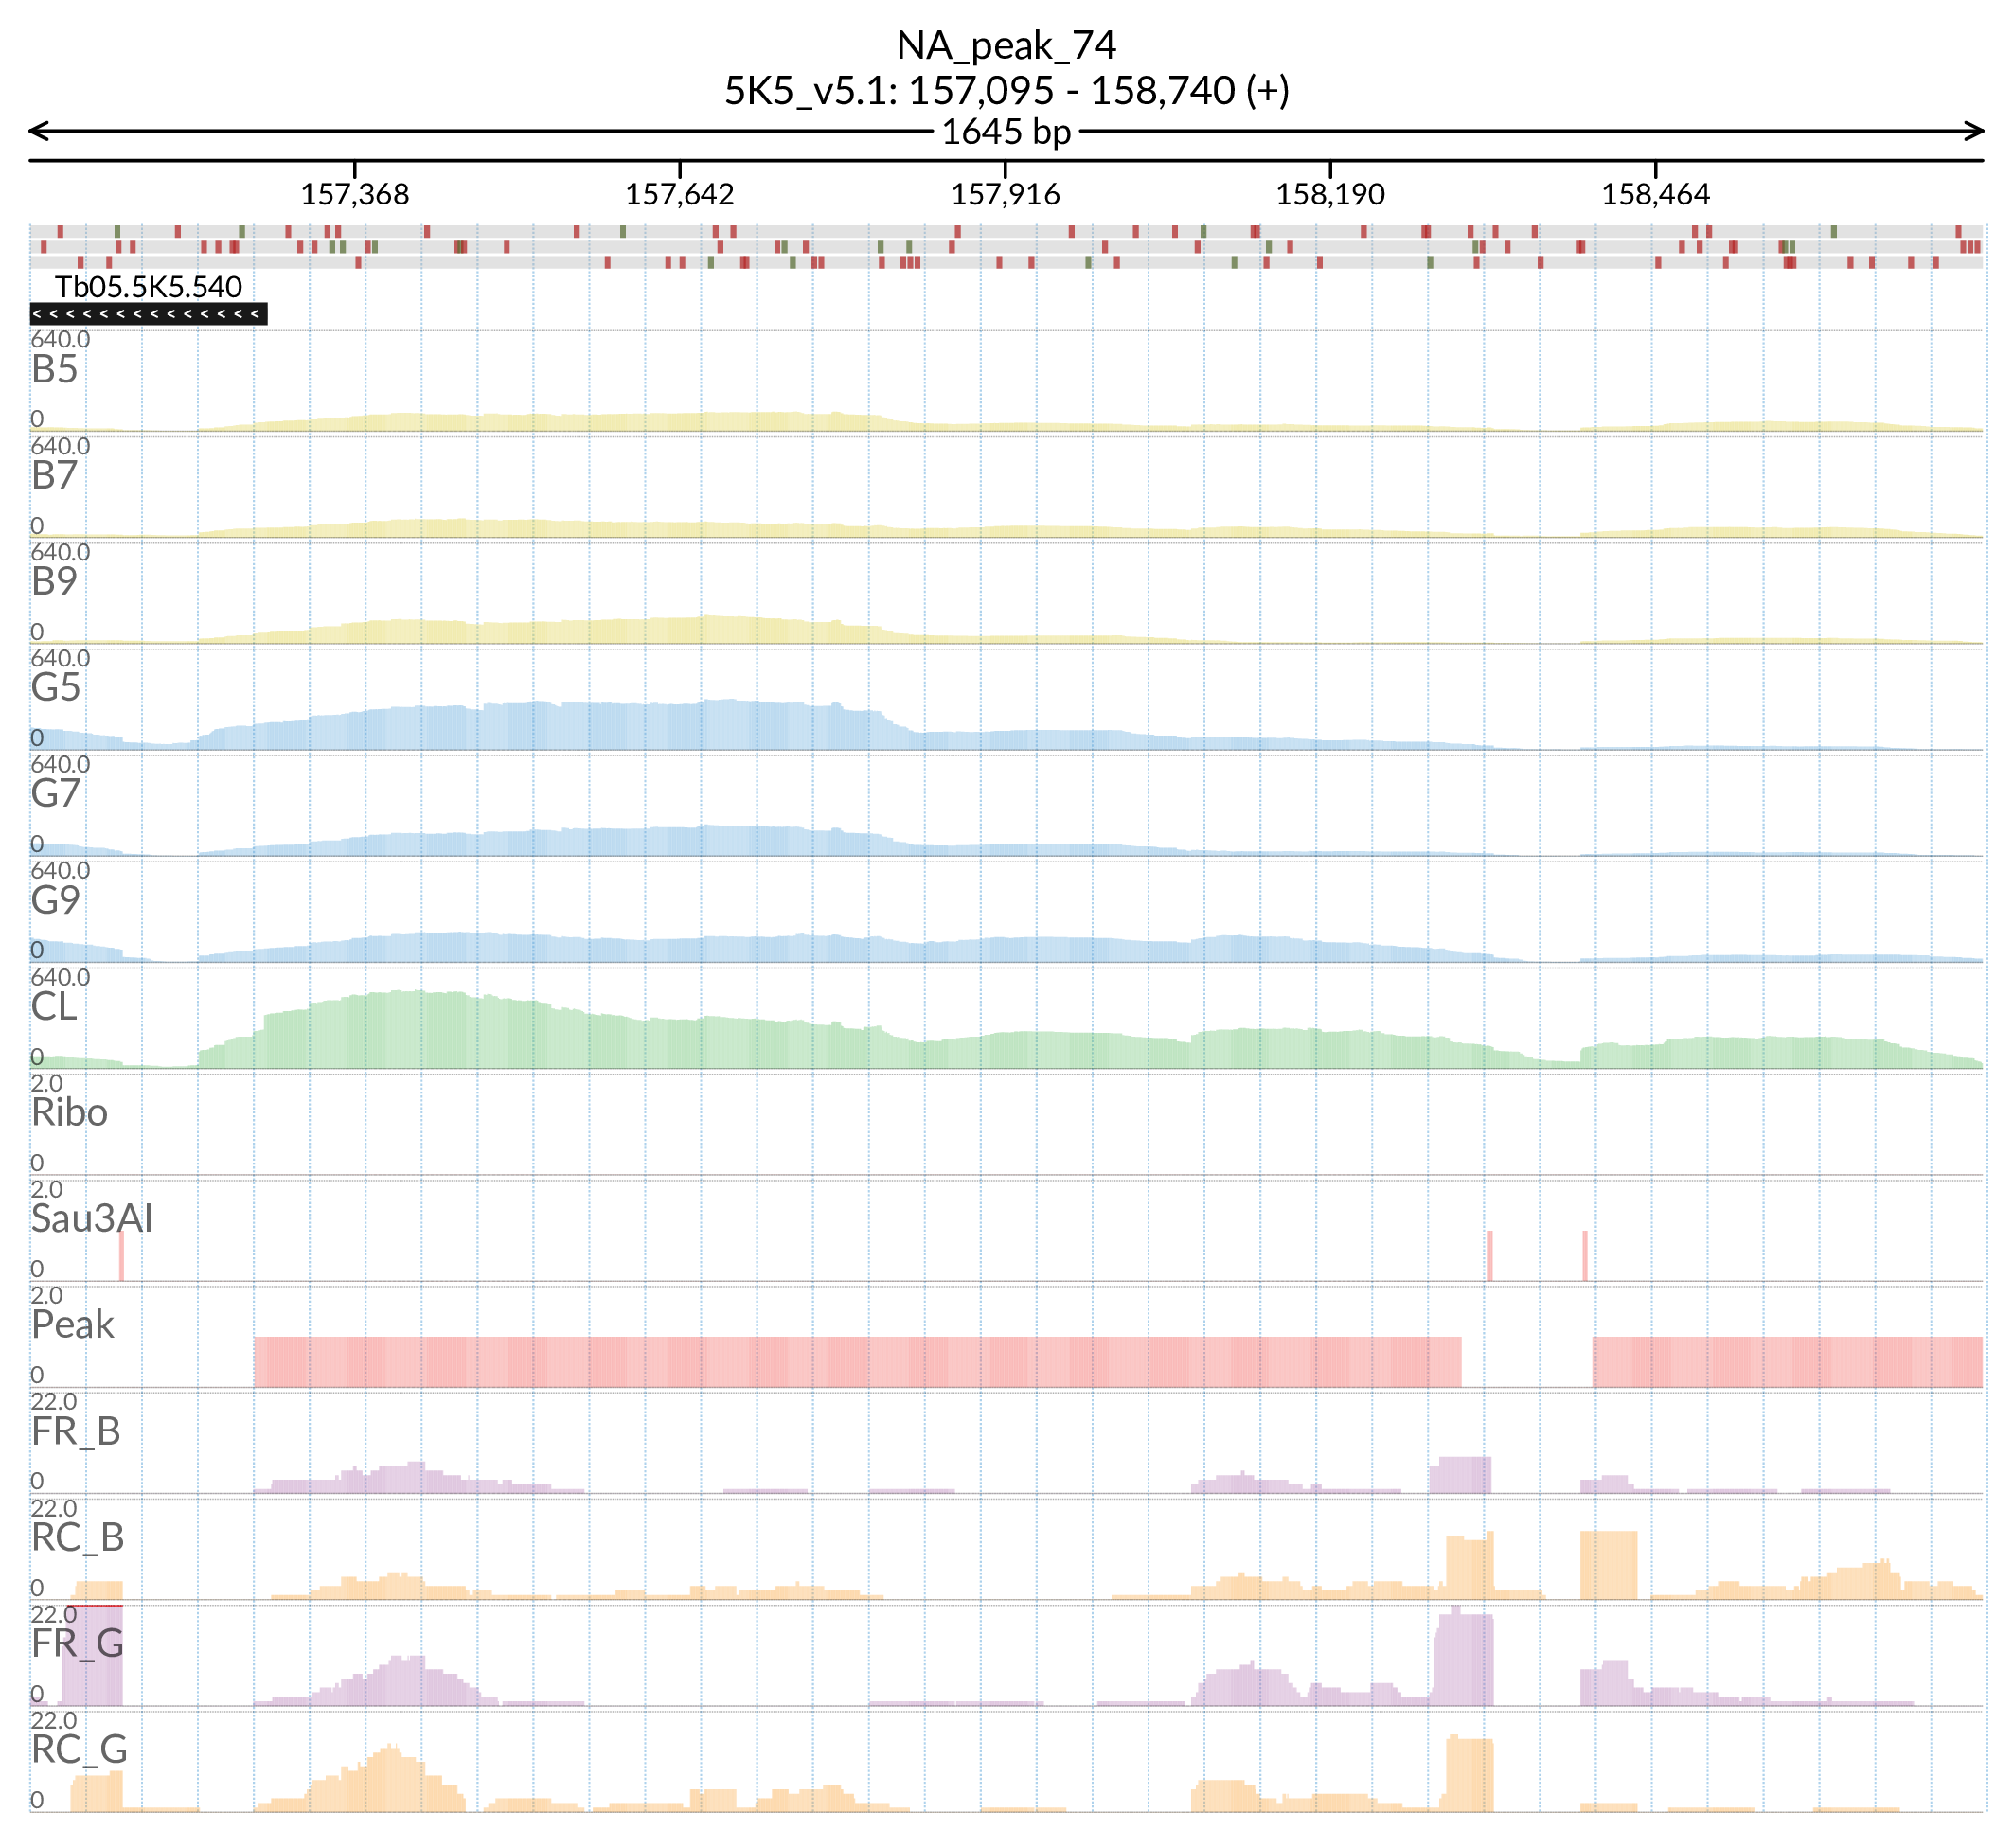 NA_peak_74
5K5_v5.1: 157,095 - 158,740 (+)
1645 bp
157,368 157,642 157,916 158,190 158,464
Tb05.5K5.540
< < < < < < < < < < < < < <
640.0
B5
0
640.0
B7
0
640.0
B9
0
640.0
G5
0
640.0
G7
0
640.0
G9
0
640.0
CL
0
2.0
Ribo
0
2.0
Sau3AI
0
2.0
Peak
0
22.0
FR_B
0
22.0
RC_B
0
22.0
FR_G
0
22.0
RC_G
0